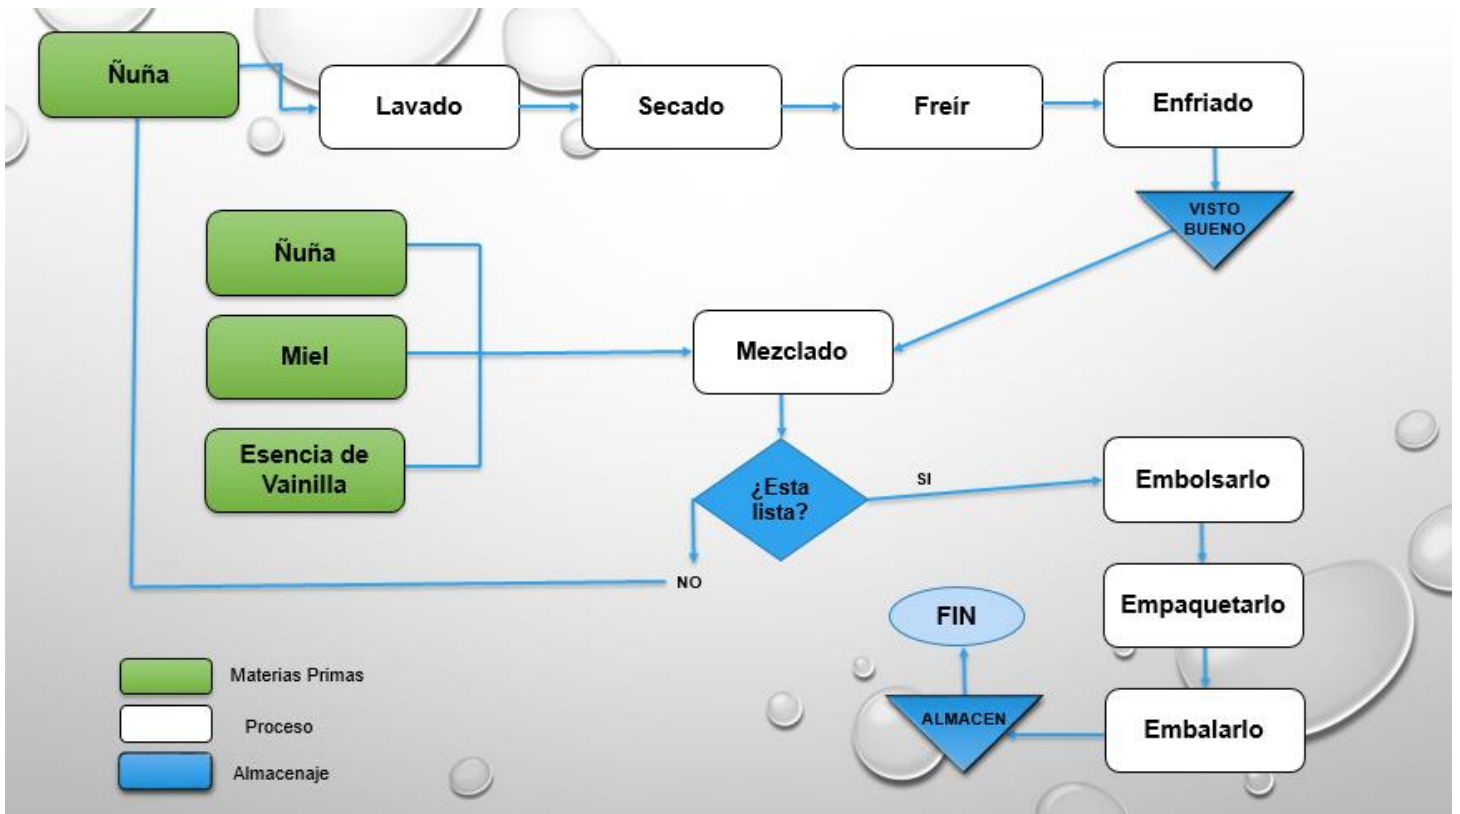 Ñuña
Lavado
Secado
Freír
Enfriado
VISTO
BUENO
Ñuña
Miel
Esencia de
Vainilla
Mezclado
¿Esta
lista?
SI
NO
Embolsarlo
Empaquetarlo
Embalarlo
ALMACEN
FIN
Materias Primas
Proceso
Almacenaje